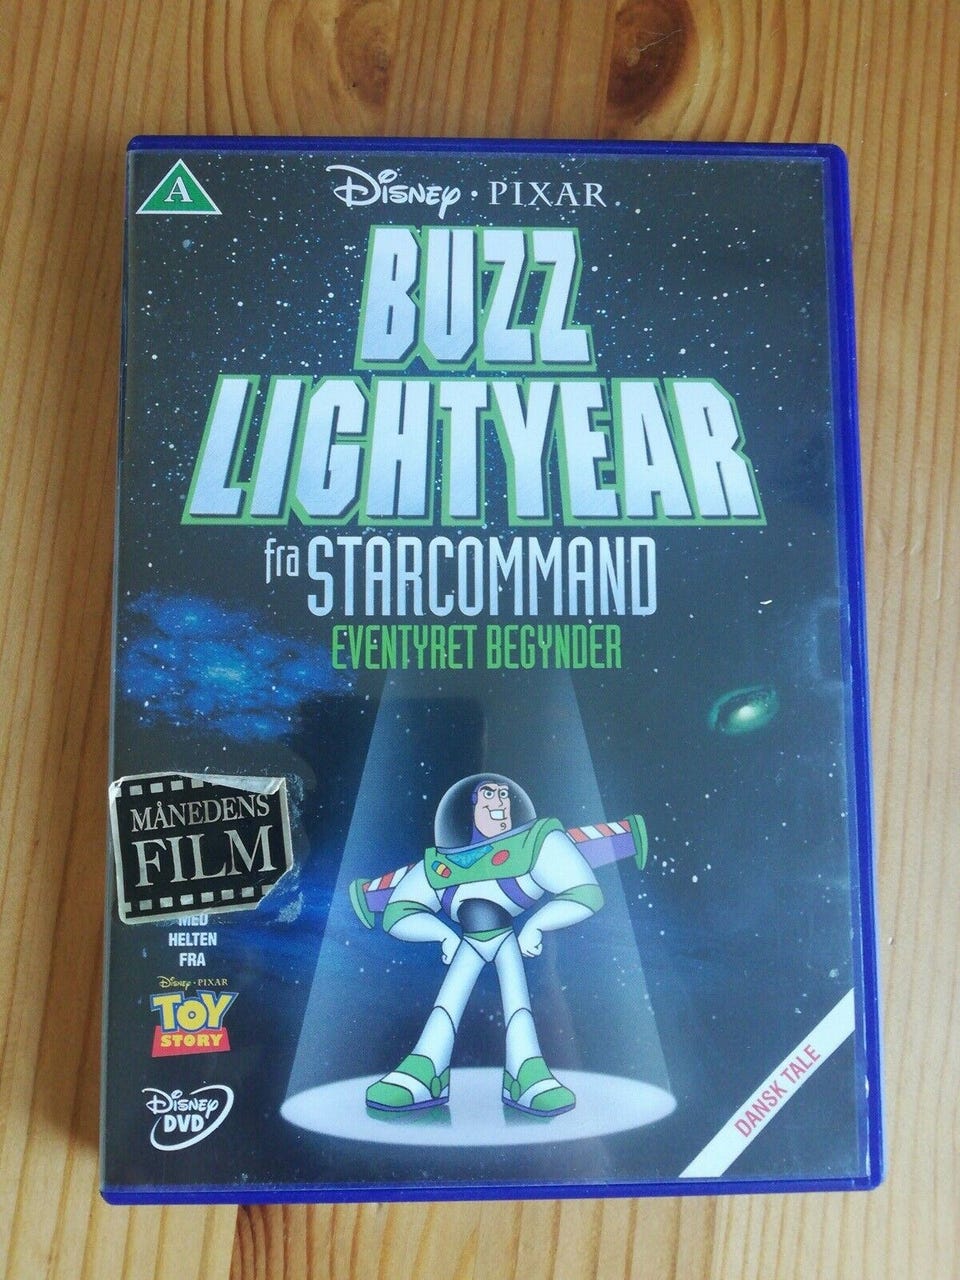 A
DISNEY · PIXAR
BUZZ
LIGHTYEAR
fra STARCOMMAND
EVENTYRET BEGYNDER
MÅNEDENS
FILM
MED
HELTEN
FRA
DISNEY · PIXAR
TOY
STORY
DISNEY
DVD
DANSK TALE